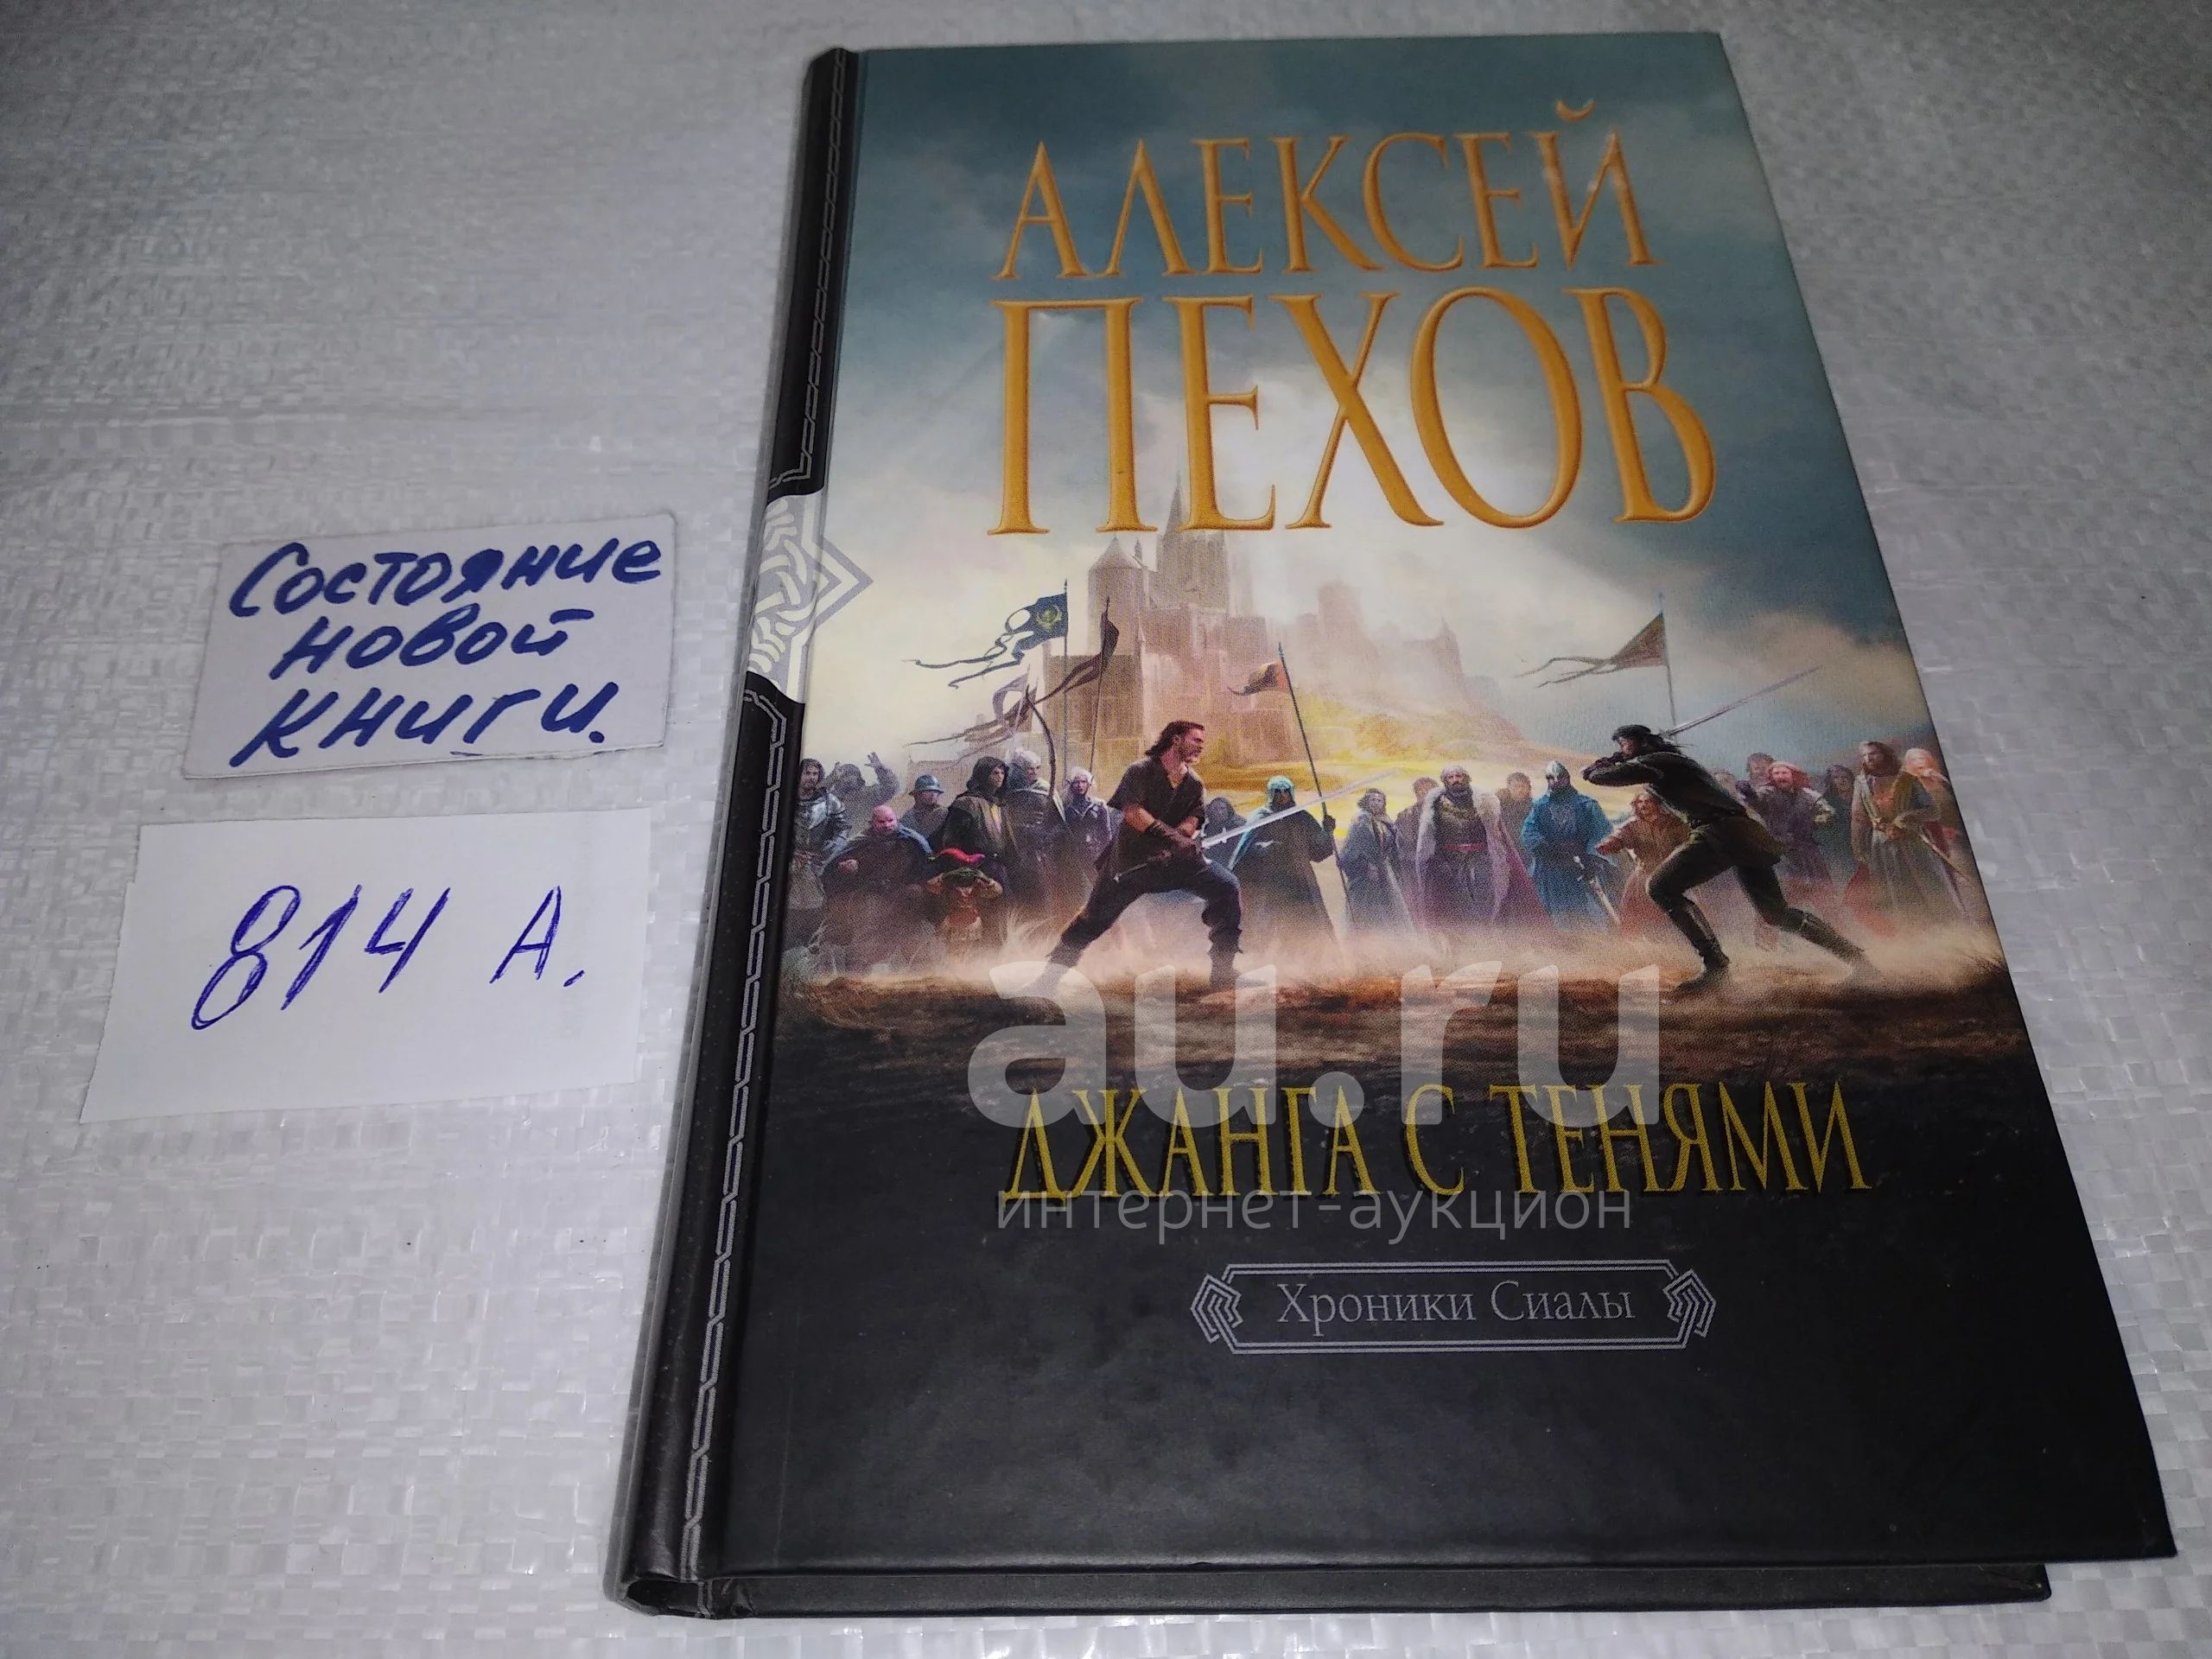 АЛЕКСЕЙ
ПЕХОВ
Состояние
новой
книги.
814 А.
au.ru
ДЖАНГА С ТЕНЯМИ
интернет-аукцион
Хроники Сиалы